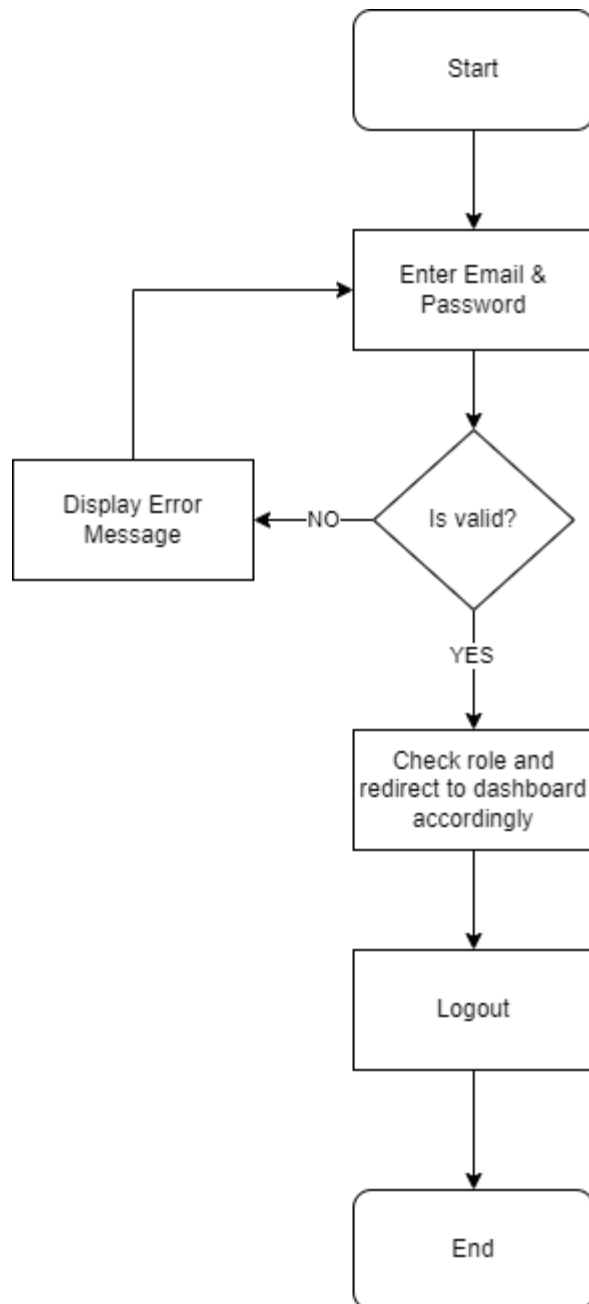 Start
Enter Email &
Password
Is valid?
NO
Display Error
Message
YES
Check role and
redirect to dashboard
accordingly
Logout
End